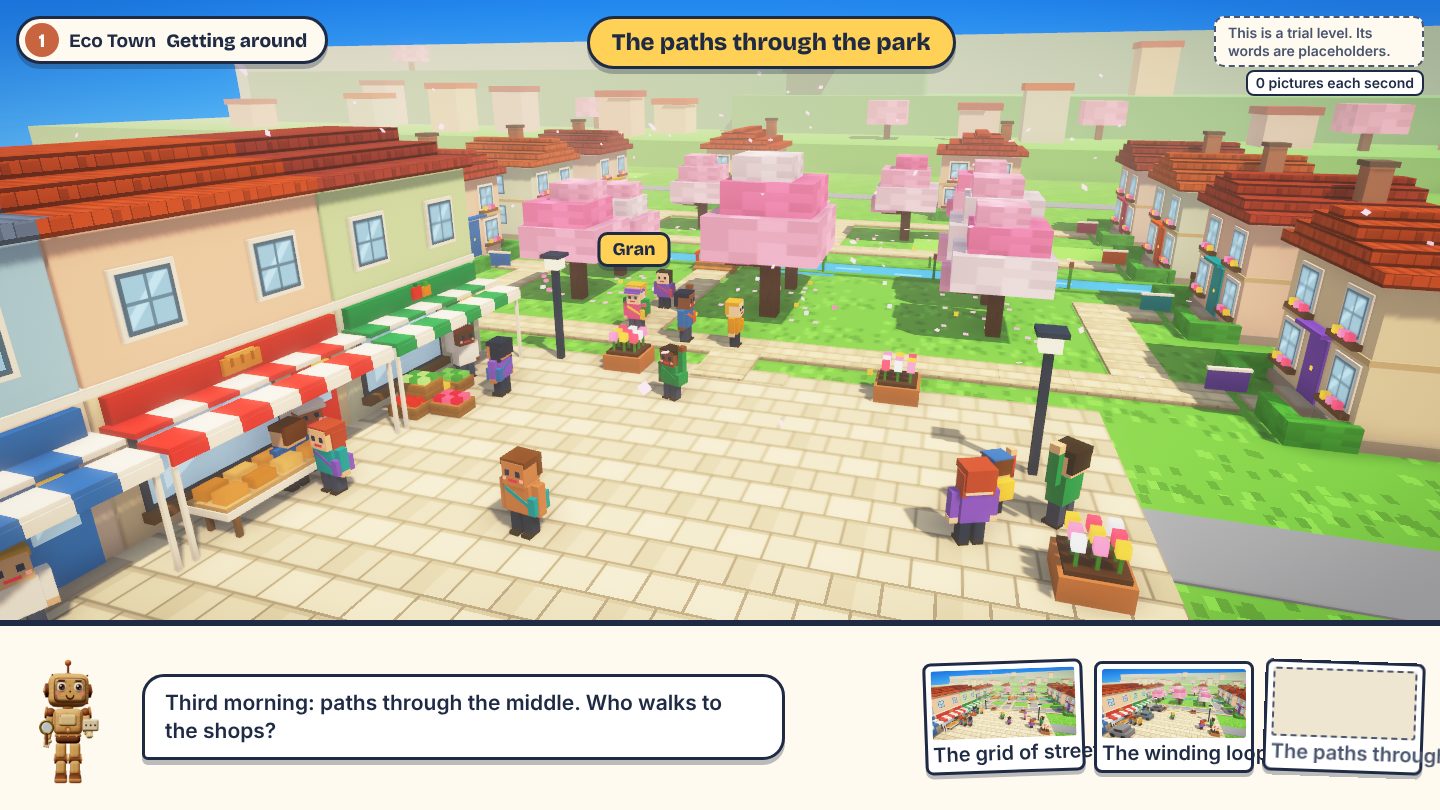 1 Eco Town Getting around
The paths through the park
This is a trial level. Its
words are placeholders.
0 pictures each second
Gran
Third morning: paths through the middle. Who walks to
the shops?
The grid of stree
The winding loop
The paths through